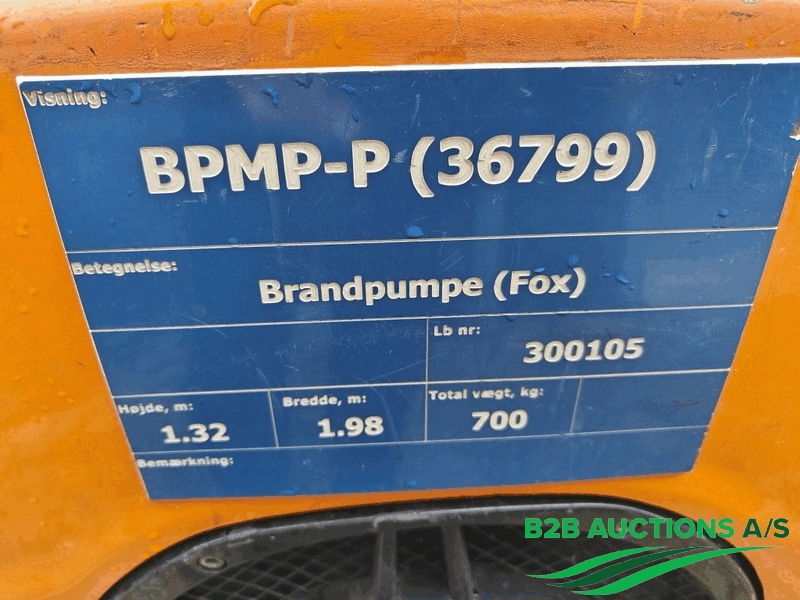 Visning:
BPMP-P (36799)
Betegnelse:
Brandpumpe (Fox)
Lb nr:
300105
Højde, m:
1.32
Bredde, m:
1.98
Total vægt, kg:
700
Bemærkning:
B2B AUCTIONS A/S